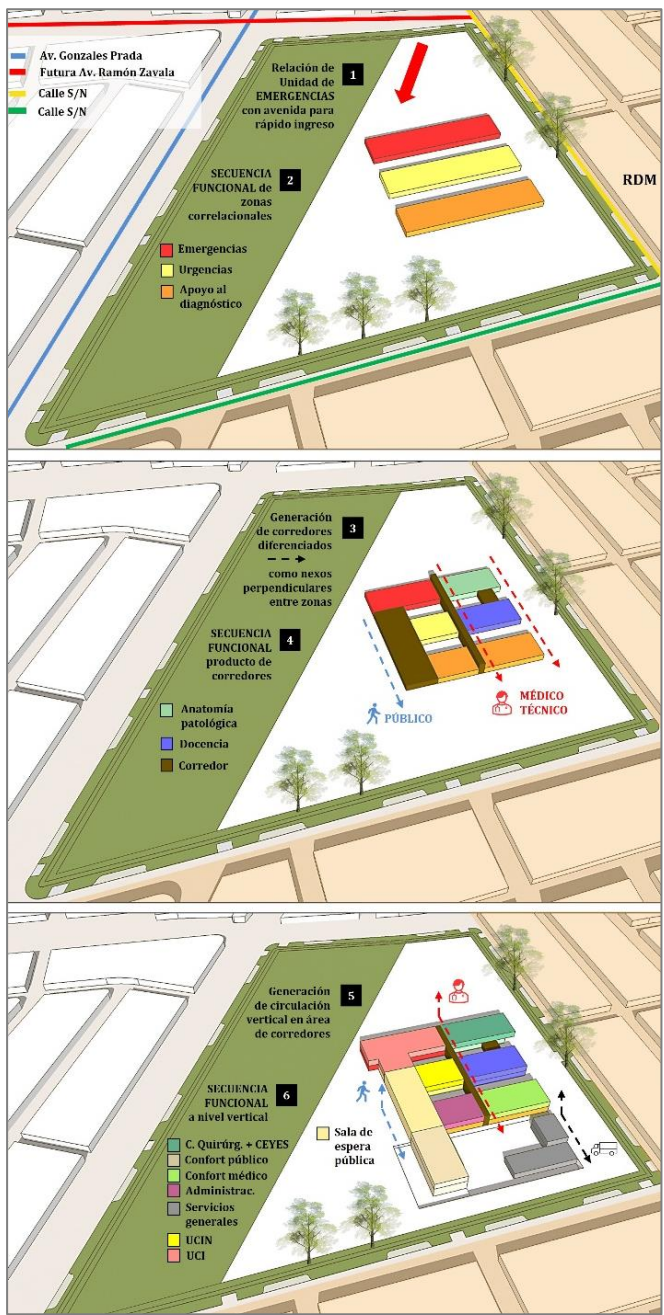 Av. Gonzales Prada
Futura Av. Ramón Zavala
Calle S/N
Calle S/N
Relación de
Unidad de
EMERGENCIAS
con avenida para
rápido ingreso
1
SECUENCIA
FUNCIONAL de
zonas
correlacionales
2
Emergencias
Urgencias
Apoyo al
diagnóstico
RDM
Generación
de corredores
diferenciados
como nexos
perpendiculares
entre zonas
3
SECUENCIA
FUNCIONAL
producto de
corredores
4
Anatomía
patológica
Docencia
Corredor
PÚBLICO
MÉDICO
TÉCNICO
Generación
de circulación
vertical en área
de corredores
5
SECUENCIA
FUNCIONAL
a nivel vertical
6
C. Quirúrg. + CEYES
Confort público
Confort médico
Administrac.
Servicios
generales
UCIN
UCI
Sala de
espera
pública